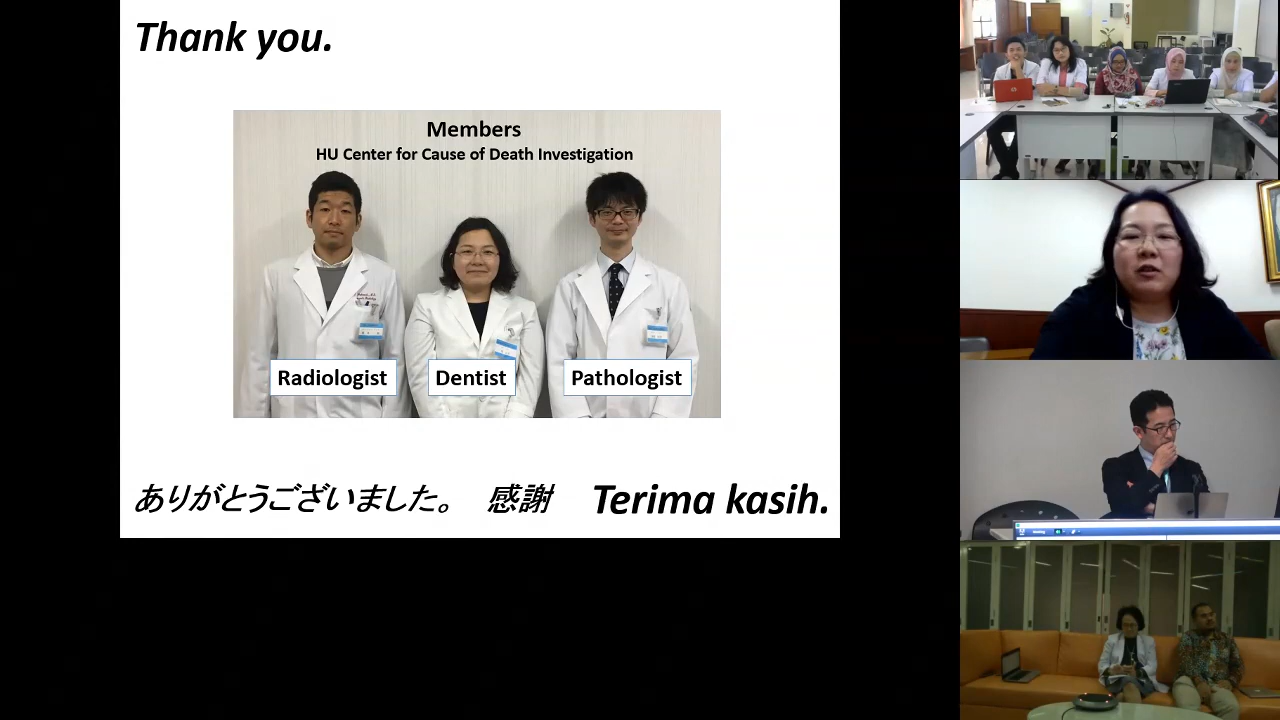 Thank you.
Members
HU Center for Cause of Death Investigation
Radiologist
Dentist
Pathologist
ありがとうございました。 感謝 Terima kasih.